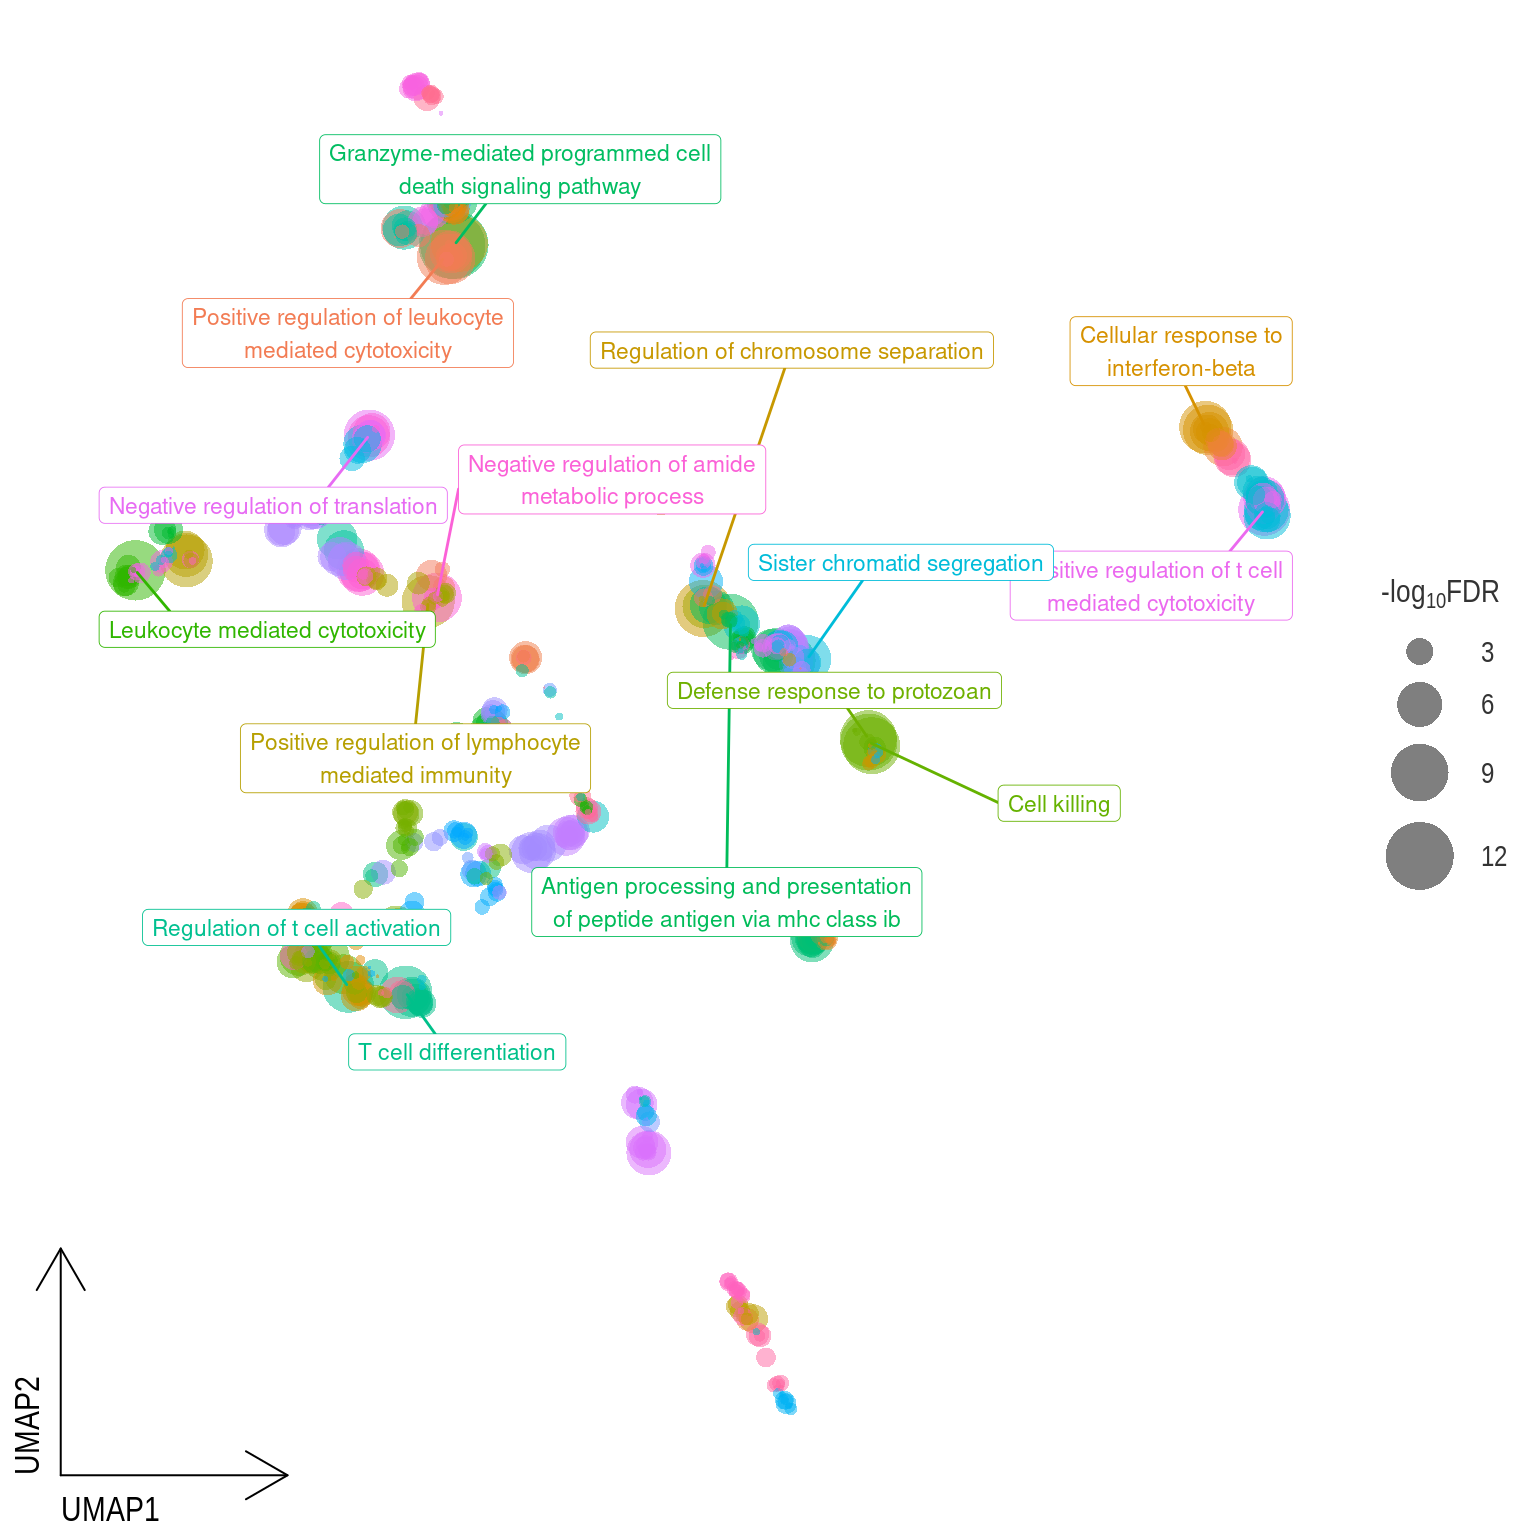 Granzyme-mediated programmed cell
death signaling pathway
Positive regulation of leukocyte
mediated cytotoxicity
Regulation of chromosome separation
Cellular response to
interferon-beta
Negative regulation of amide
metabolic process
Negative regulation of translation
Sister chromatid segregation
regulation of t cell
mediated cytotoxicity
Leukocyte mediated cytotoxicity
Defense response to protozoan
Positive regulation of lymphocyte
mediated immunity
Cell killing
Antigen processing and presentation
of peptide antigen via mhc class ib
Regulation of t cell activation
T cell differentiation
-log10FDR
3
6
9
12
UMAP2
UMAP1